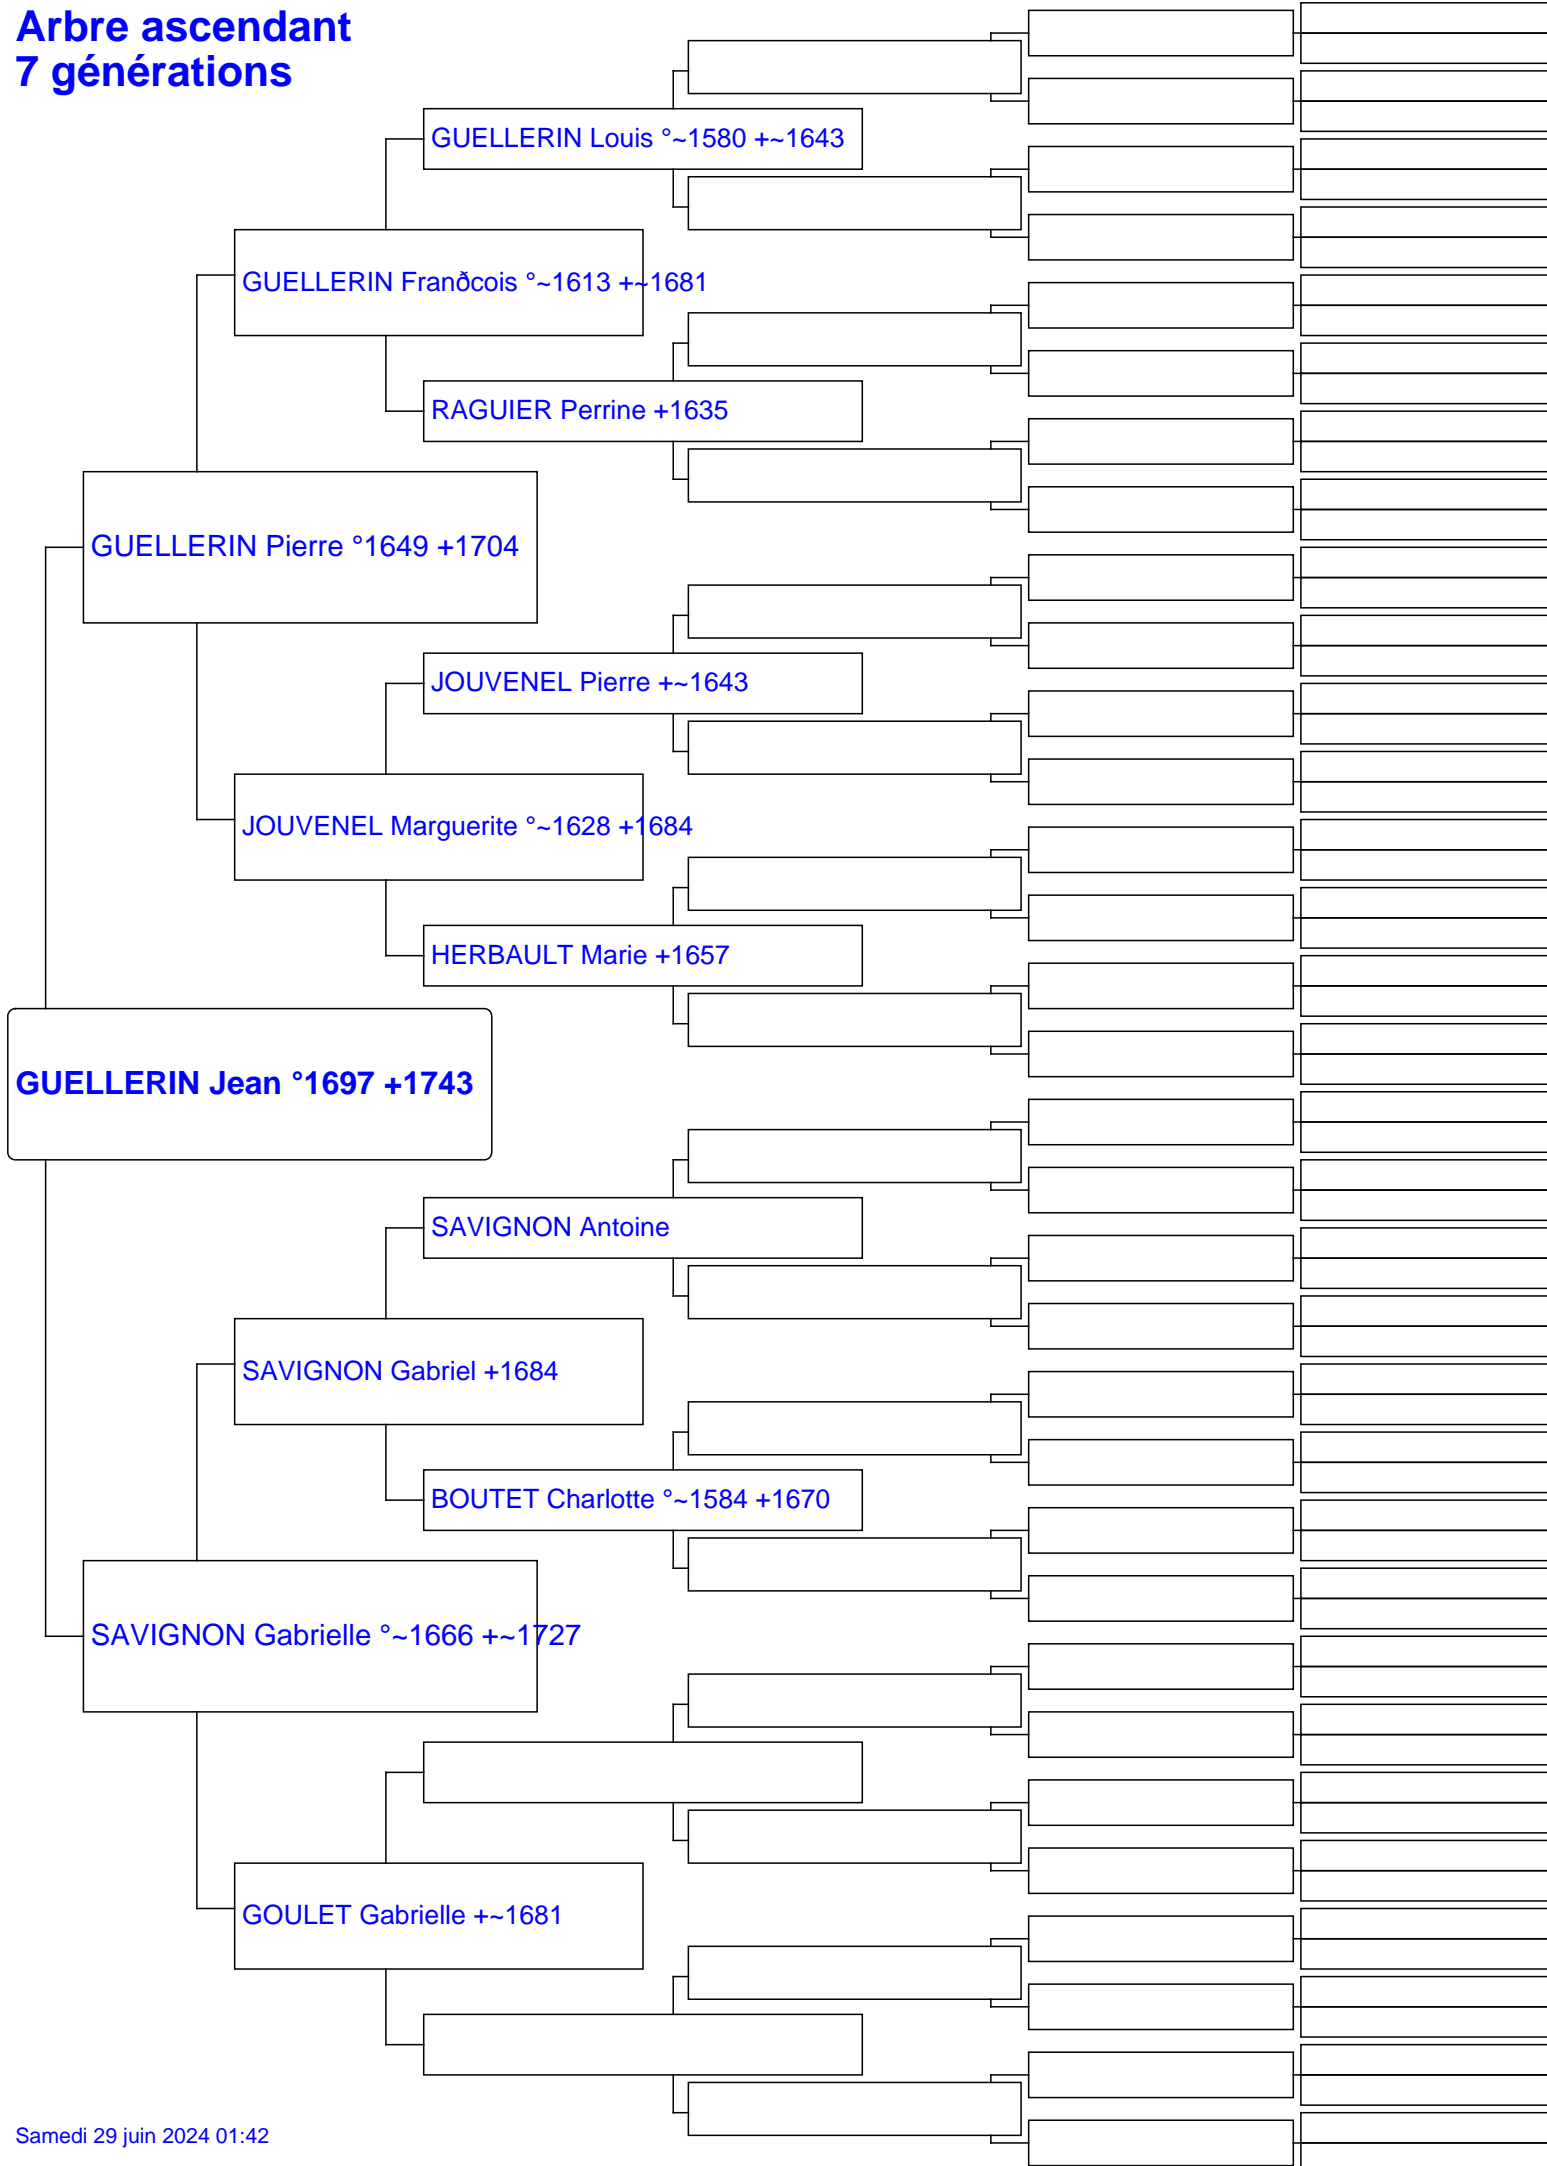 Arbre ascendant
7 générations
GUELLERIN Louis °~1580 +~1643
GUELLERIN Franðcois °~1613 +~1681
RAGUIER Perrine +1635
GUELLERIN Pierre °1649 +1704
JOUVENEL Pierre +~1643
JOUVENEL Marguerite °~1628 +1684
HERBAULT Marie +1657
GUELLERIN Jean °1697 +1743
SAVIGNON Antoine
SAVIGNON Gabriel +1684
BOUTET Charlotte °~1584 +1670
SAVIGNON Gabrielle °~1666 +~1727
GOULET Gabrielle +~1681
Samedi 29 juin 2024 01:42